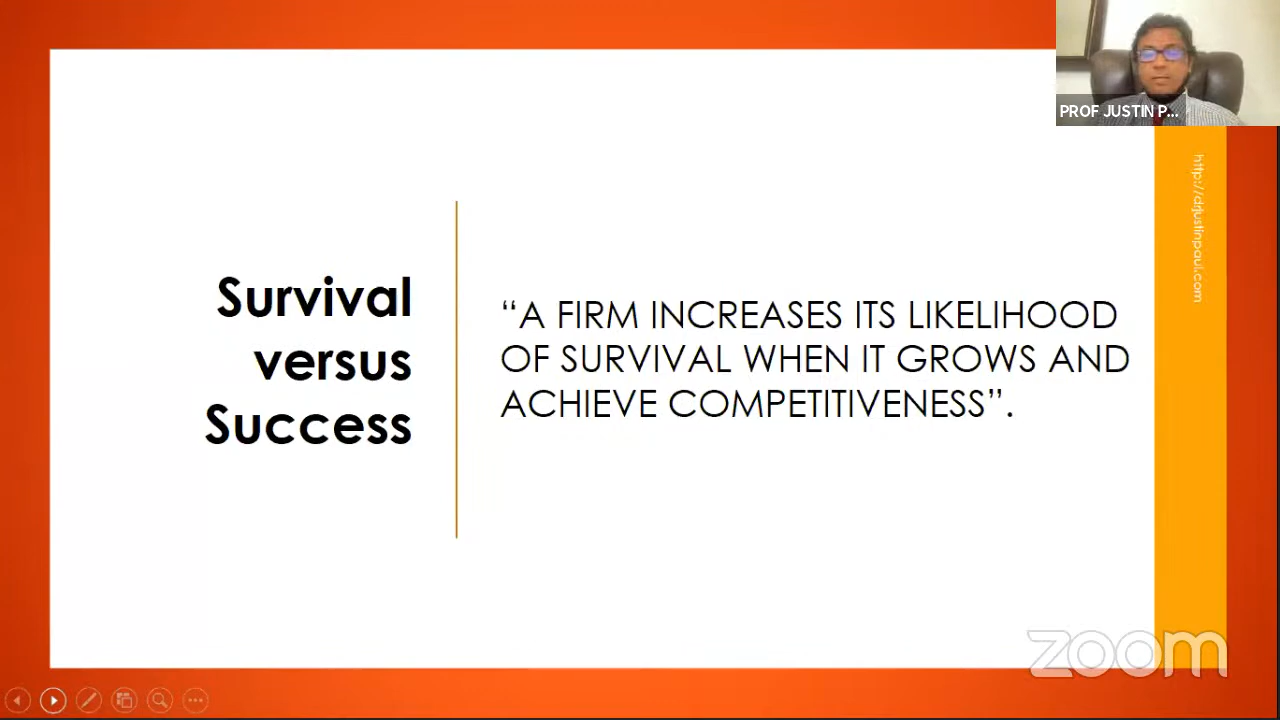 PROF JUSTIN P...
http://drjustinpaul.com
Survival
versus
Success
“A FIRM INCREASES ITS LIKELIHOOD
OF SURVIVAL WHEN IT GROWS AND
ACHIEVE COMPETITIVENESS”.
zoom